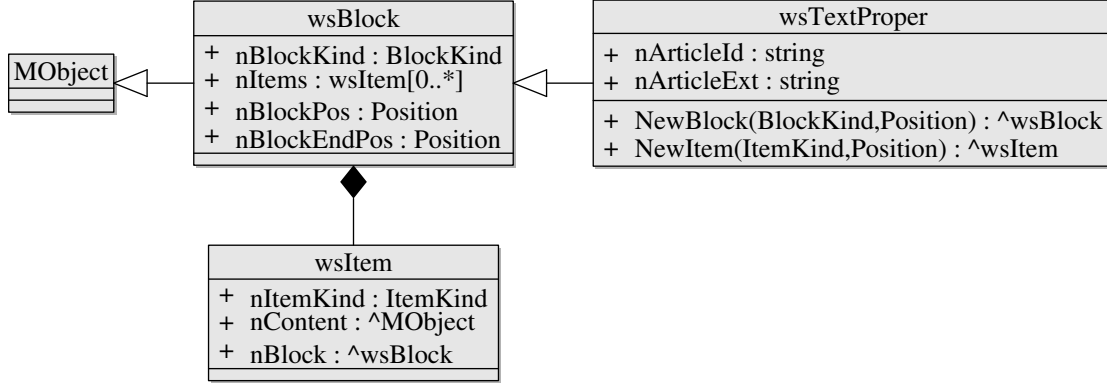 MObject
wsBlock
+ nBlockKind : BlockKind
+ nItems : wsItem[0..*]
+ nBlockPos : Position
+ nBlockEndPos : Position
wsTextProper
+ nArticleId : string
+ nArticleExt : string
+ NewBlock(BlockKind,Position) : ^wsBlock
+ NewItem(ItemKind,Position) : ^wsItem
wsItem
+ nItemKind : ItemKind
+ nContent : ^MObject
+ nBlock : ^wsBlock